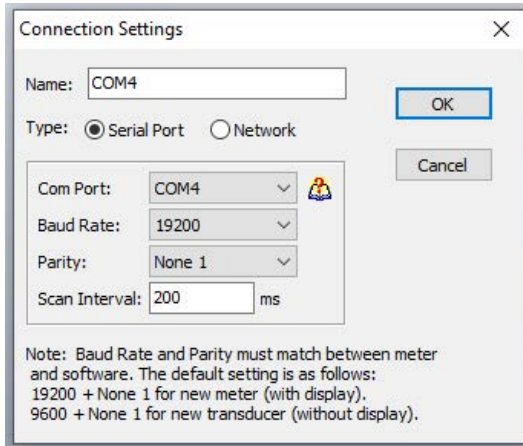 Connection Settings
Name: COM4
OK
Type: Serial Port Network
Cancel
Com Port: COM4
Baud Rate: 19200
Parity: None 1
Scan Interval: 200 ms
Note: Baud Rate and Parity must match between meter
and software. The default setting is as follows:
19200 + None 1 for new meter (with display).
9600 + None 1 for new transducer (without display).